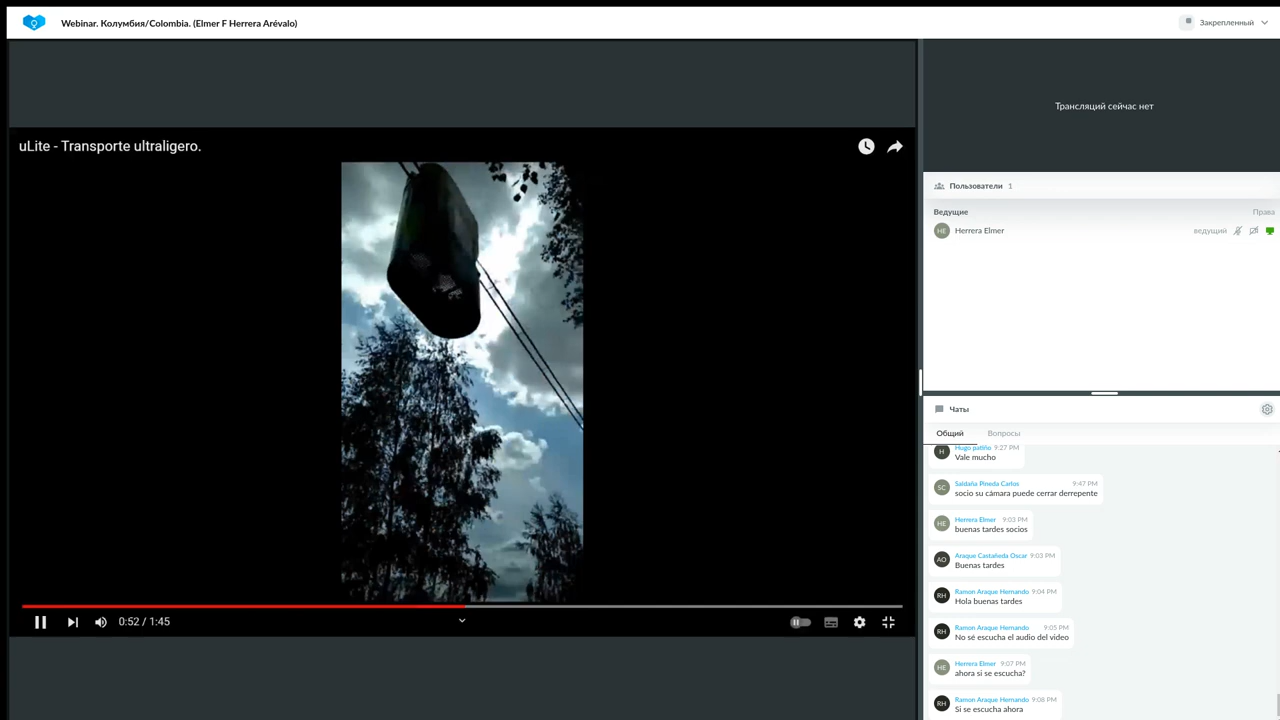 Webinar. Колумбия/Colombia. (Elmer F Herrera Arévalo)
Закрепленный
uLite - Transporte ultraligero.
Трансляций сейчас нет
Пользователи 1
Ведущие Права
HE Herrera Elmer ведущий
Чаты
Общий Вопросы
H Hugo patiño 9:27 PM
Vale mucho
SC Saldaña Pineda Carlos 9:47 PM
socio su cámara puede cerrar derrepente
HE Herrera Elmer 9:03 PM
buenas tardes socios
AO Araque Castañeda Oscar 9:03 PM
Buenas tardes
RH Ramon Araque Hernando 9:04 PM
Hola buenas tardes
RH Ramon Araque Hernando 9:05 PM
No sé escucha el audio del video
HE Herrera Elmer 9:07 PM
ahora si se escucha?
RH Ramon Araque Hernando 9:08 PM
Si se escucha ahora
0:52 / 1:45